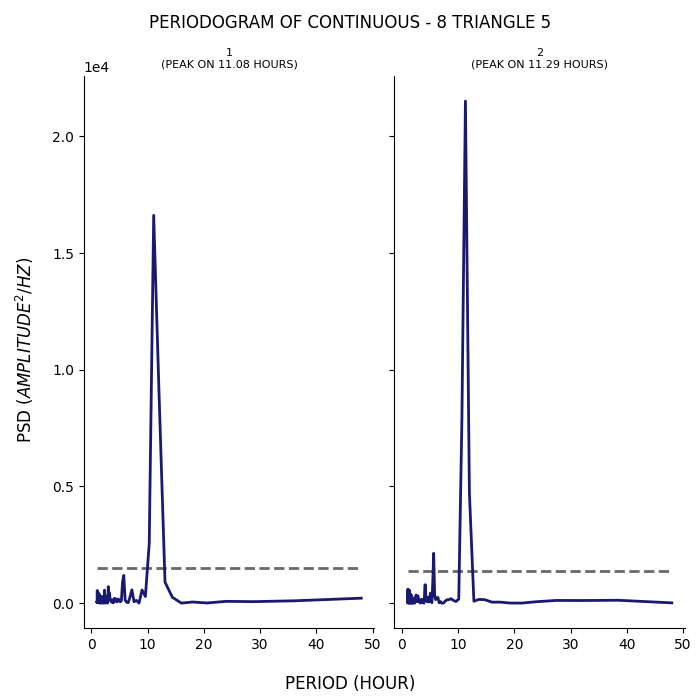 PERIODOGRAM OF CONTINUOUS - 8 TRIANGLE 5
1
(PEAK ON 11.08 HOURS)
2
(PEAK ON 11.29 HOURS)
1e4
2.0
1.5
1.0
0.5
0.0
PSD (AMPLITUDE²/HZ)
0 10 20 30 40 50
0 10 20 30 40 50
PERIOD (HOUR)